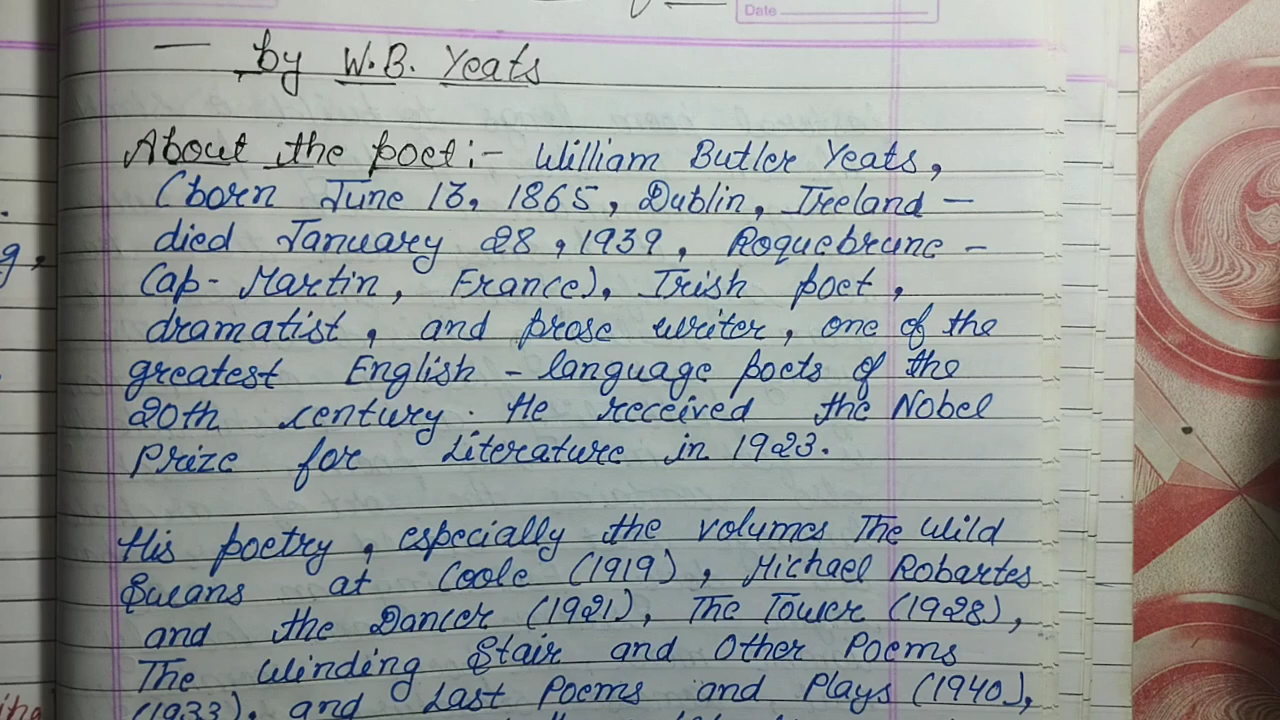 Date
— by W.B. Yeats
About the poet :- William Butler Yeats,
(born June 13, 1865, Dublin, Ireland -
died January 28, 1939, Roquebrune -
Cap- Martin, France), Irish poet,
dramatist, and prose writer, one of the
greatest English - language poets of the
20th century. He received the Nobel
Prize for Literature in 1923.
His poetry, especially the volumes The Wild
Swans at Coole (1919), Michael Robartes
and the Dancer (1921), The Tower (1928),
The Winding Stair and Other Poems
(1933), and Last Poems and Plays (1940),